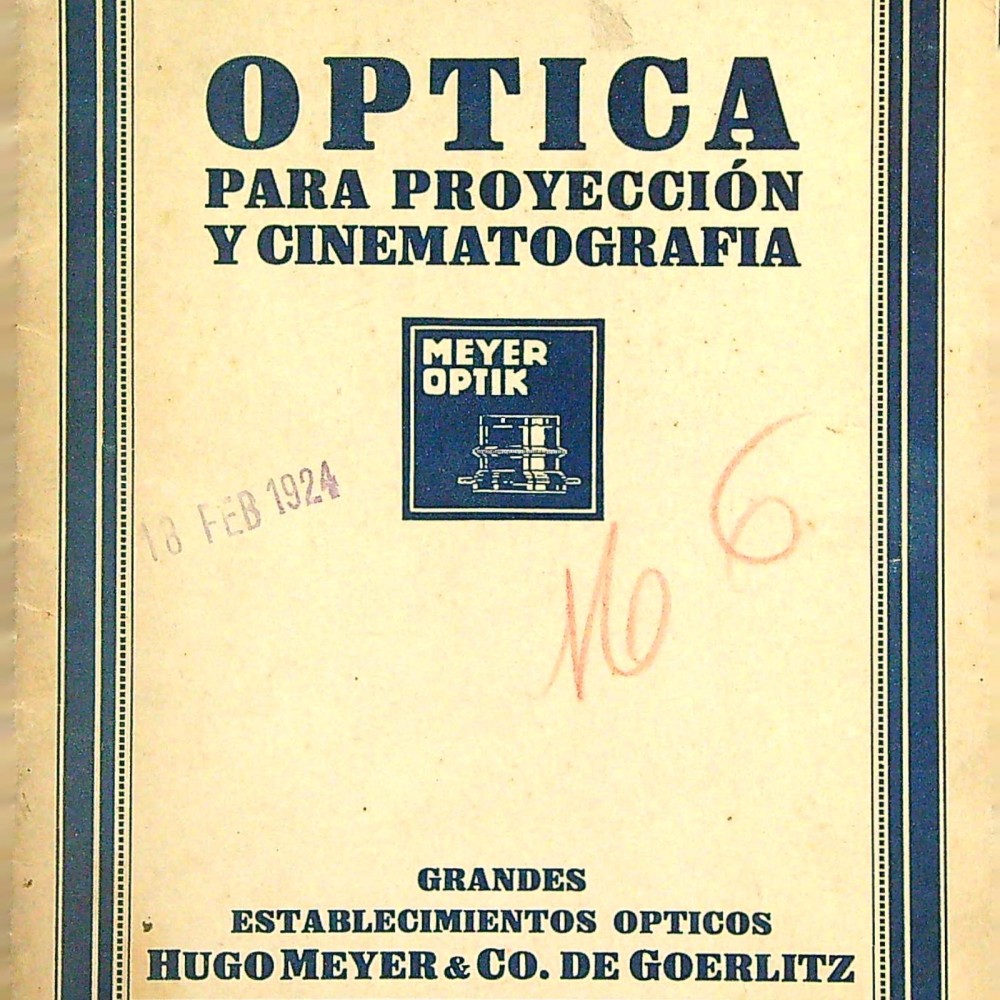 OPTICA
PARA PROYECCIÓN
Y CINEMATOGRAFIA
MEYER
OPTIK
18 FEB 1924
6
No
GRANDES
ESTABLECIMIENTOS OPTICOS
HUGO MEYER & CO. DE GOERLITZ